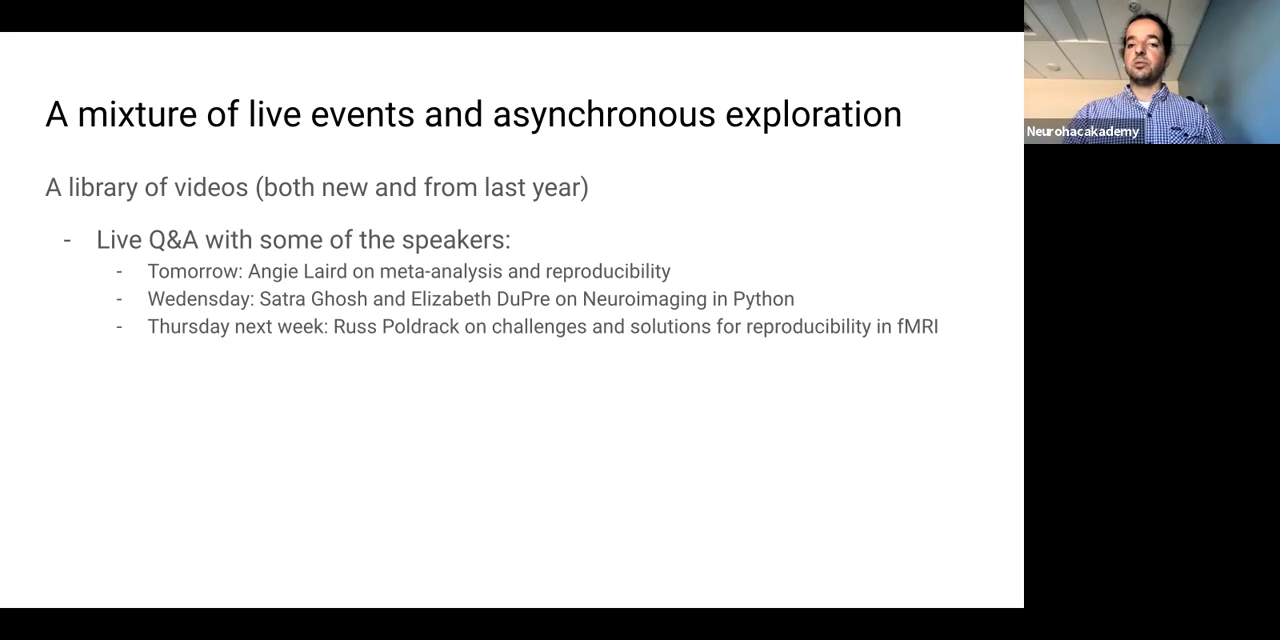 A mixture of live events and asynchronous exploration
A library of videos (both new and from last year)
- Live Q&A with some of the speakers:
- Tomorrow: Angie Laird on meta-analysis and reproducibility
- Wedensday: Satra Ghosh and Elizabeth DuPre on Neuroimaging in Python
- Thursday next week: Russ Poldrack on challenges and solutions for reproducibility in fMRI
Neurohacakademy